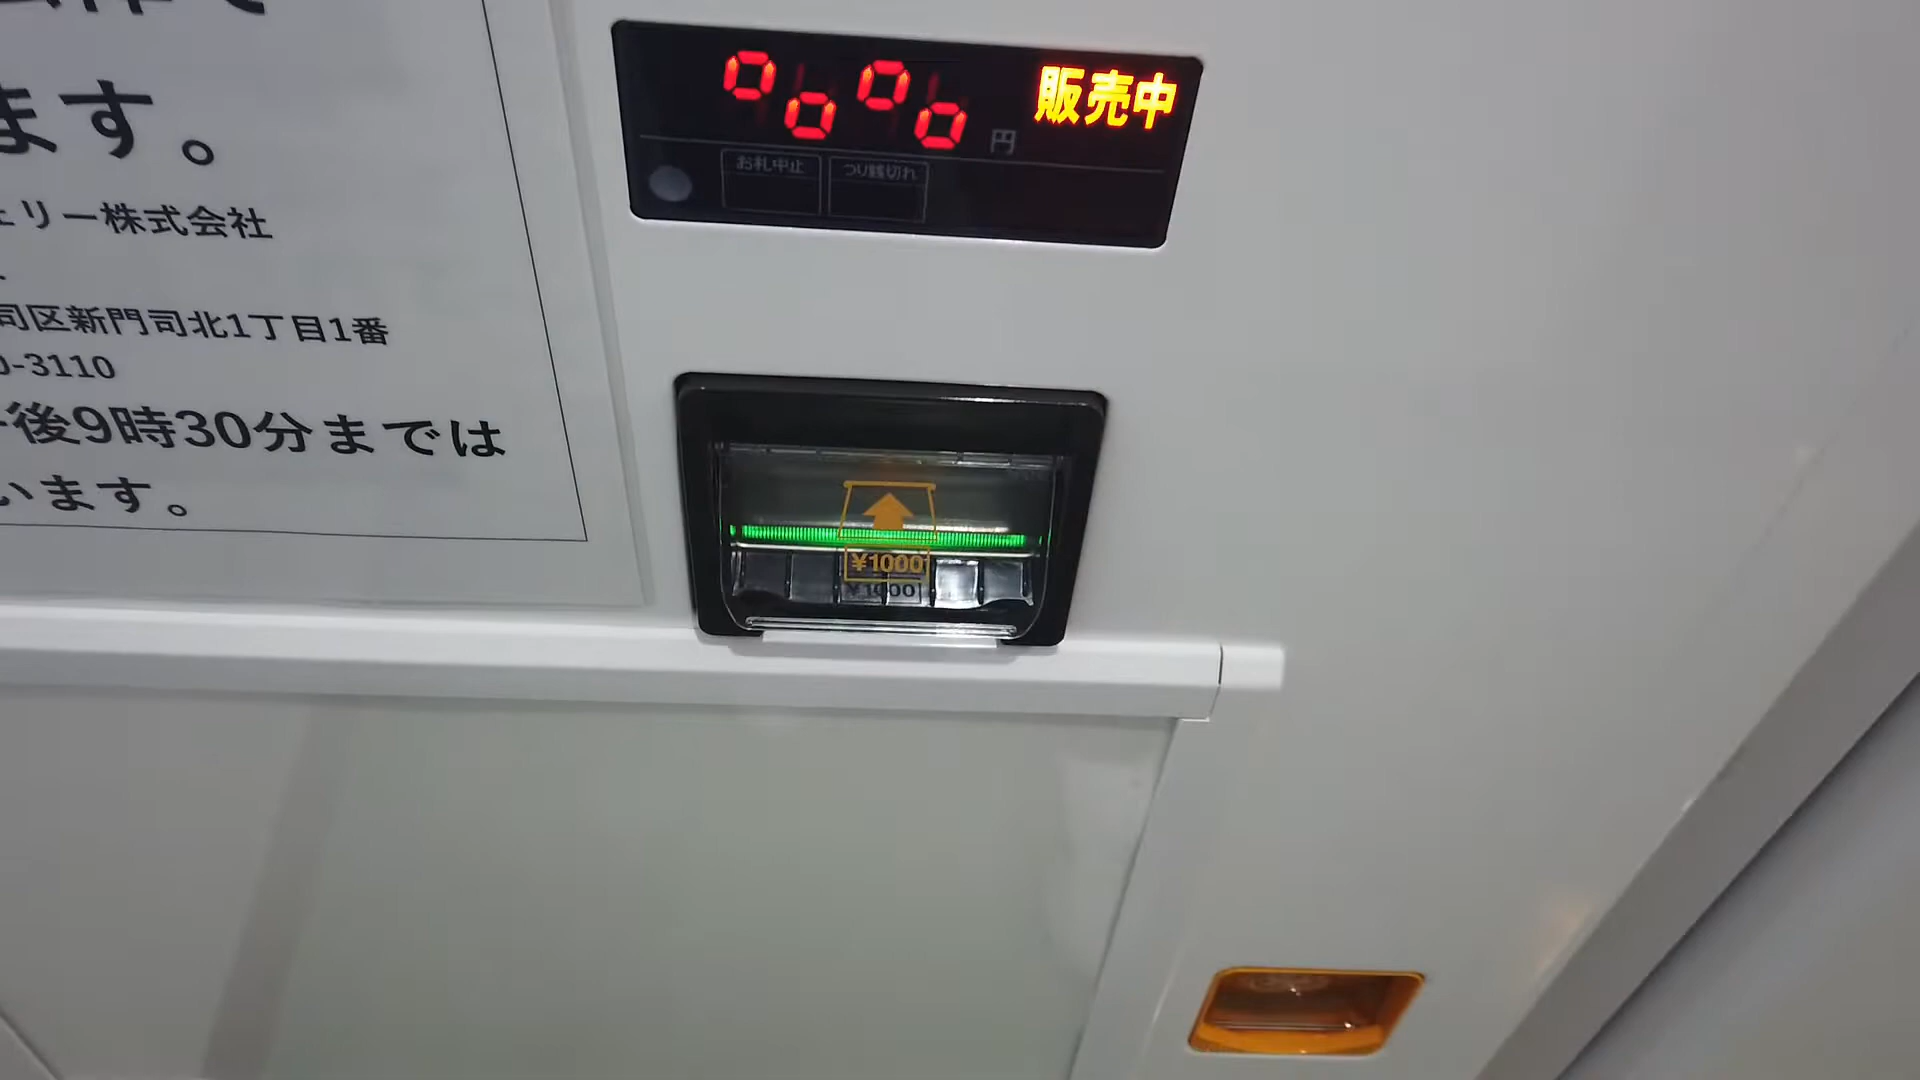 ます。
ェリー株式会社
司区新門司北1丁目1番
0-3110
後9時30分までは
います。
販売中
円
お札中止
つり銭切れ
¥1000
¥1000